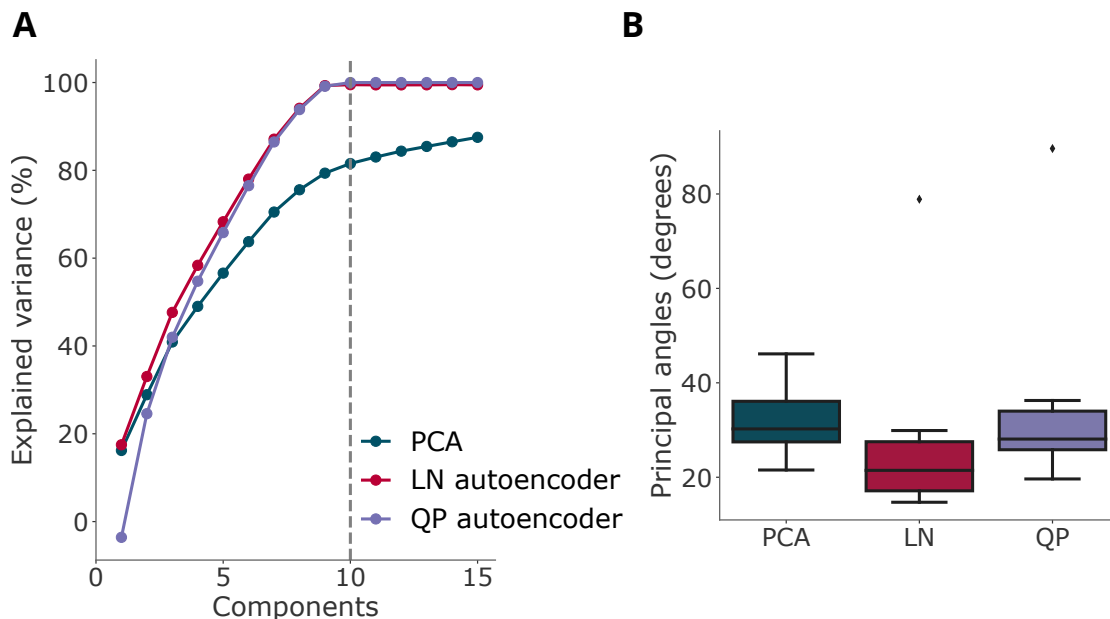 A
Explained variance (%)
100
80
60
40
20
0
0
5
10
15
Components
PCA
LN autoencoder
QP autoencoder
B
Principal angles (degrees)
80
60
40
20
PCA
LN
QP